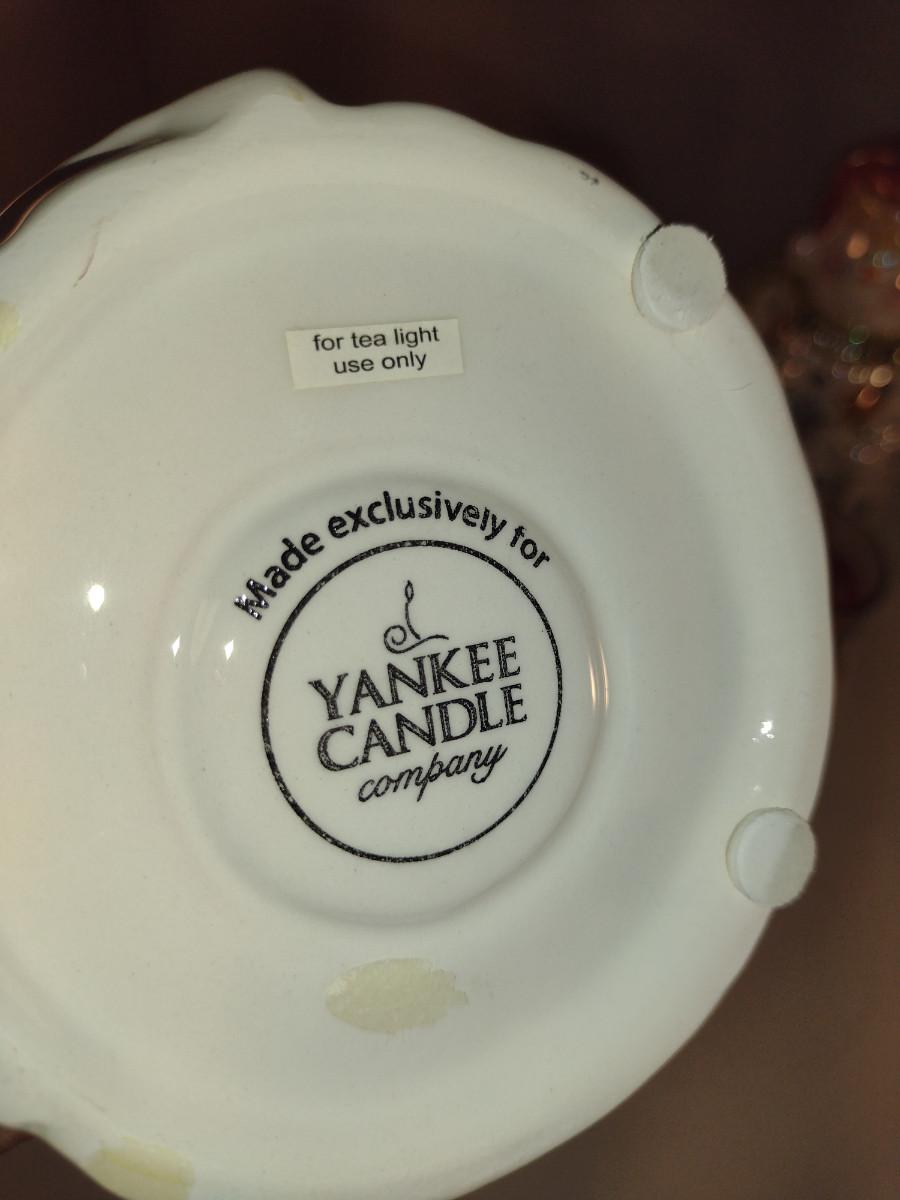 for tea light
use only
Made exclusively for
YANKEE
CANDLE
company